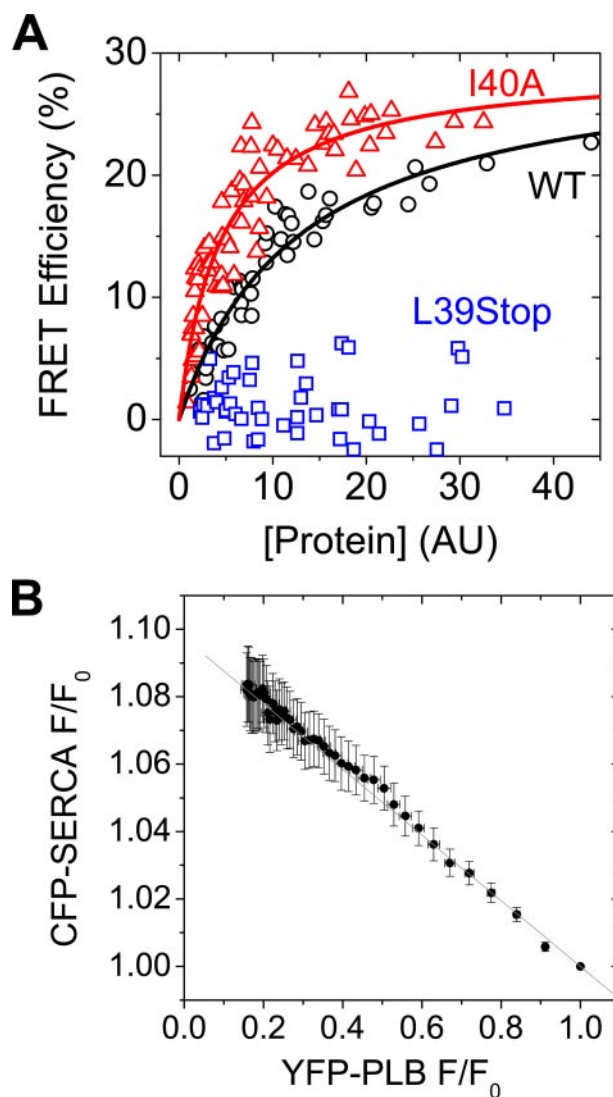 A
FRET Efficiency (%)
30
20
10
0
I40A
WT
L39Stop
0 10 20 30 40
[Protein] (AU)
B
CFP-SERCA F/F₀
1.10
1.08
1.06
1.04
1.02
1.00
0.0 0.2 0.4 0.6 0.8 1.0
YFP-PLB F/F₀